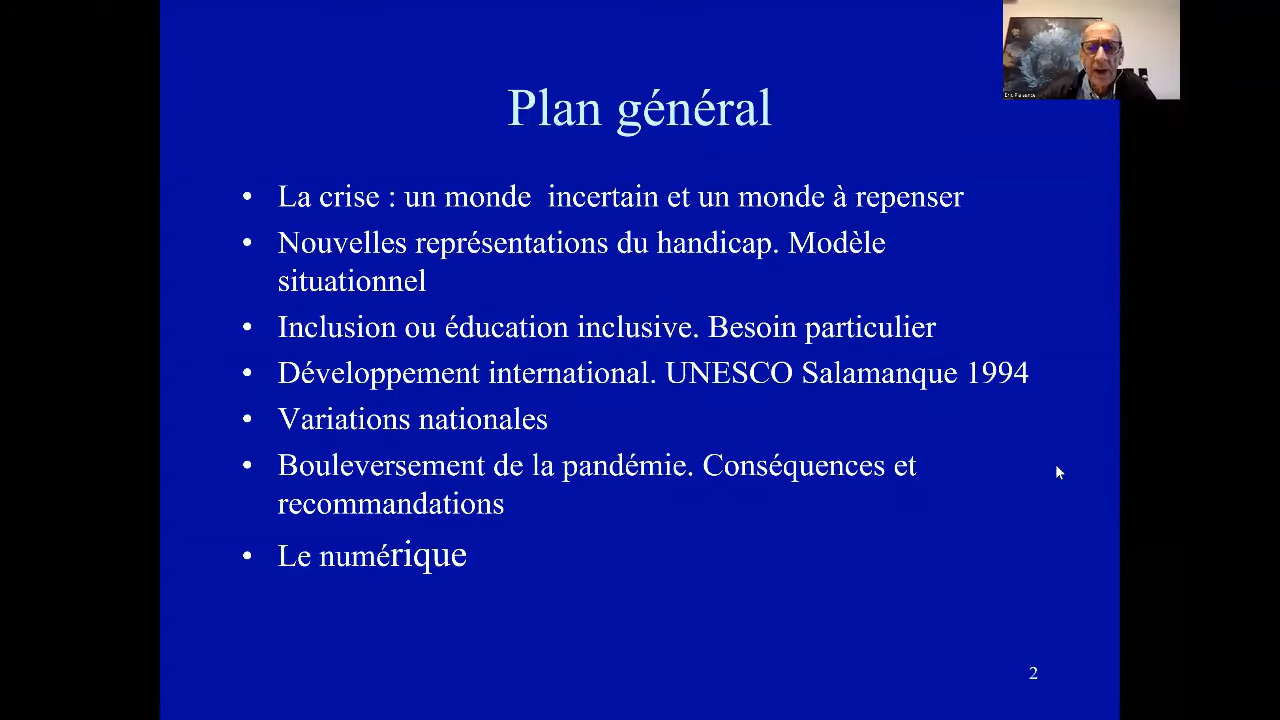 Eric Plaisance
Plan général
• La crise : un monde  incertain et un monde à repenser
• Nouvelles représentations du handicap. Modèle
situationnel
• Inclusion ou éducation inclusive. Besoin particulier
• Développement international. UNESCO Salamanque 1994
• Variations nationales
• Bouleversement de la pandémie. Conséquences et
recommandations
• Le numérique
2